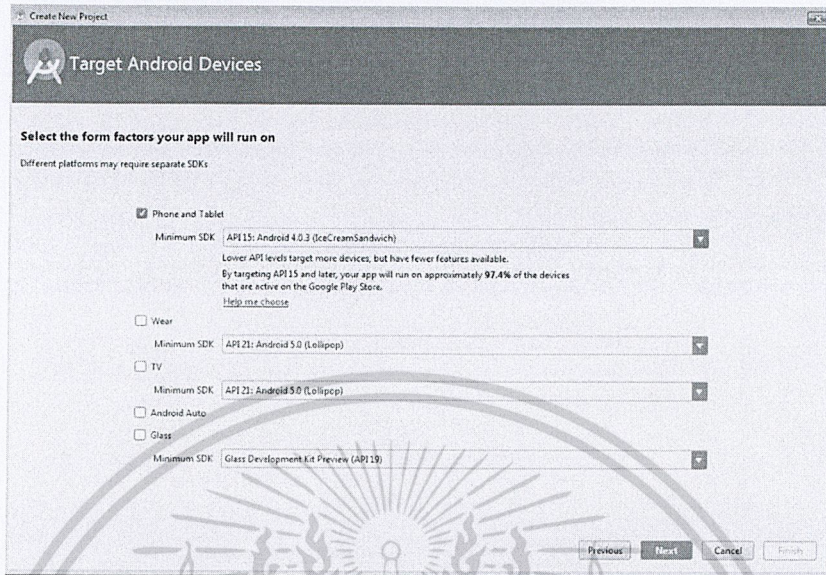 Create New Project
Target Android Devices
Select the form factors your app will run on
Different platforms may require separate SDKs
Phone and Tablet
Minimum SDK API 15: Android 4.0.3 (IceCreamSandwich)
Lower API levels target more devices, but have fewer features available.
By targeting API 15 and later, your app will run on approximately 97.4% of the devices
that are active on the Google Play Store.
Help me choose
Wear
Minimum SDK API 21: Android 5.0 (Lollipop)
TV
Minimum SDK API 21: Android 5.0 (Lollipop)
Android Auto
Glass
Minimum SDK Glass Development Kit Preview (API 19)
Previous Next Cancel Finish